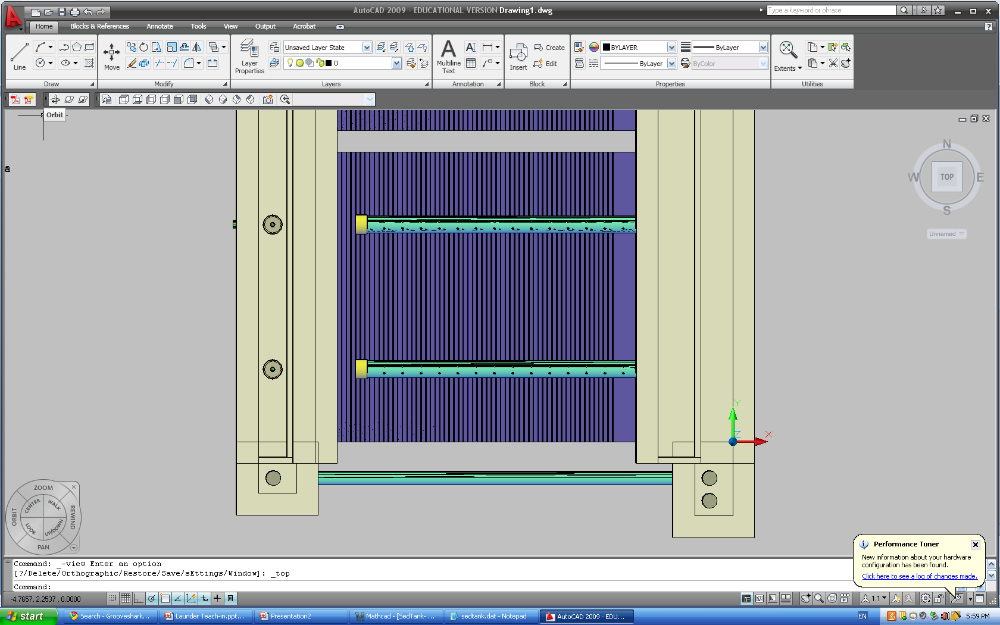 AutoCAD 2009 - EDUCATIONAL VERSION Drawing1.dwg
Type a keyword or phrase
Home Blocks & References Annotate Tools View Output Acrobat
Unsaved Layer State
BYLAYER
ByLayer
Line
Move
Layer
Properties
0
Multiline
Text
Insert
Create
Edit
ByLayer
ByColor
Extents
Draw
Modify
Layers
Annotation
Block
Properties
Utilities
Orbit
a
N
W TOP E
S
Unnamed
Y
Z
X
ZOOM
ORBIT
CENTER
WALK
REWIND
LOOK
UP/DOWN
PAN
Performance Tuner
New information about your hardware
configuration has been found.
Click here to see a log of changes made.
Command: _-view Enter an option
[?/Delete/Orthographic/Restore/Save/sEttings/Window]: _top
Command:
-4.7657, 2.2537 , 0.0000
1:1
start
Search - Grooveshark...
Launder Teach-in.ppt...
Presentation2
Mathcad - [SedTank- ...
sedtank.dat - Notepad
AutoCAD 2009 - EDU...
EN
5:59 PM